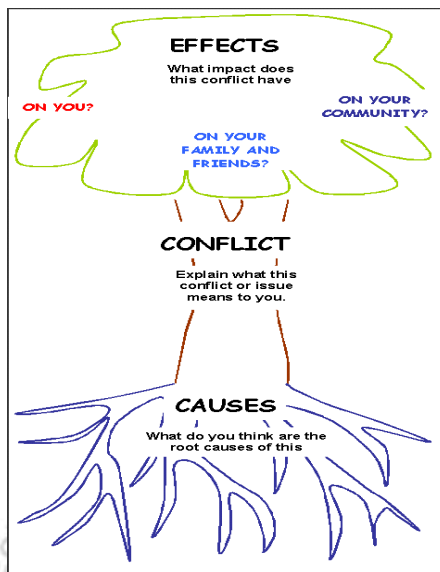 EFFECTS
What impact does
this conflict have
ON YOU?
ON YOUR
COMMUNITY?
ON YOUR
FAMILY AND
FRIENDS?
CONFLICT
Explain what this
conflict or issue
means to you.
CAUSES
What do you think are the
root causes of this